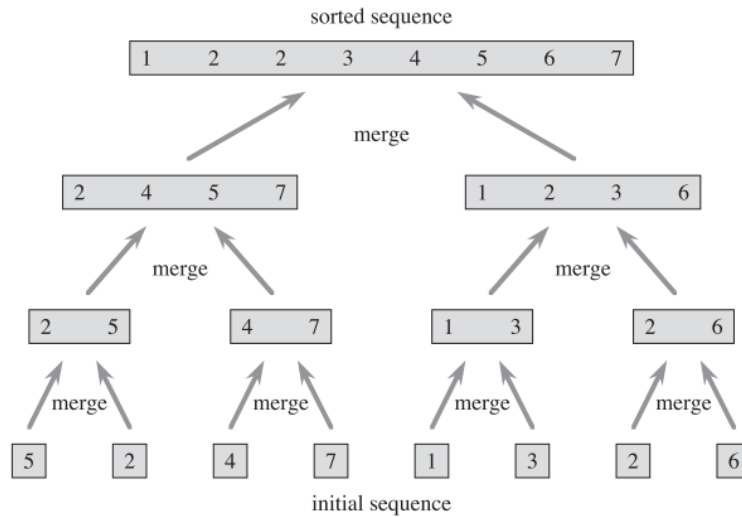 sorted sequence
1 2 2 3 4 5 6 7
merge
2 4 5 7 1 2 3 6
merge merge
2 5 4 7 1 3 2 6
merge merge merge merge
5 2 4 7 1 3 2 6
initial sequence